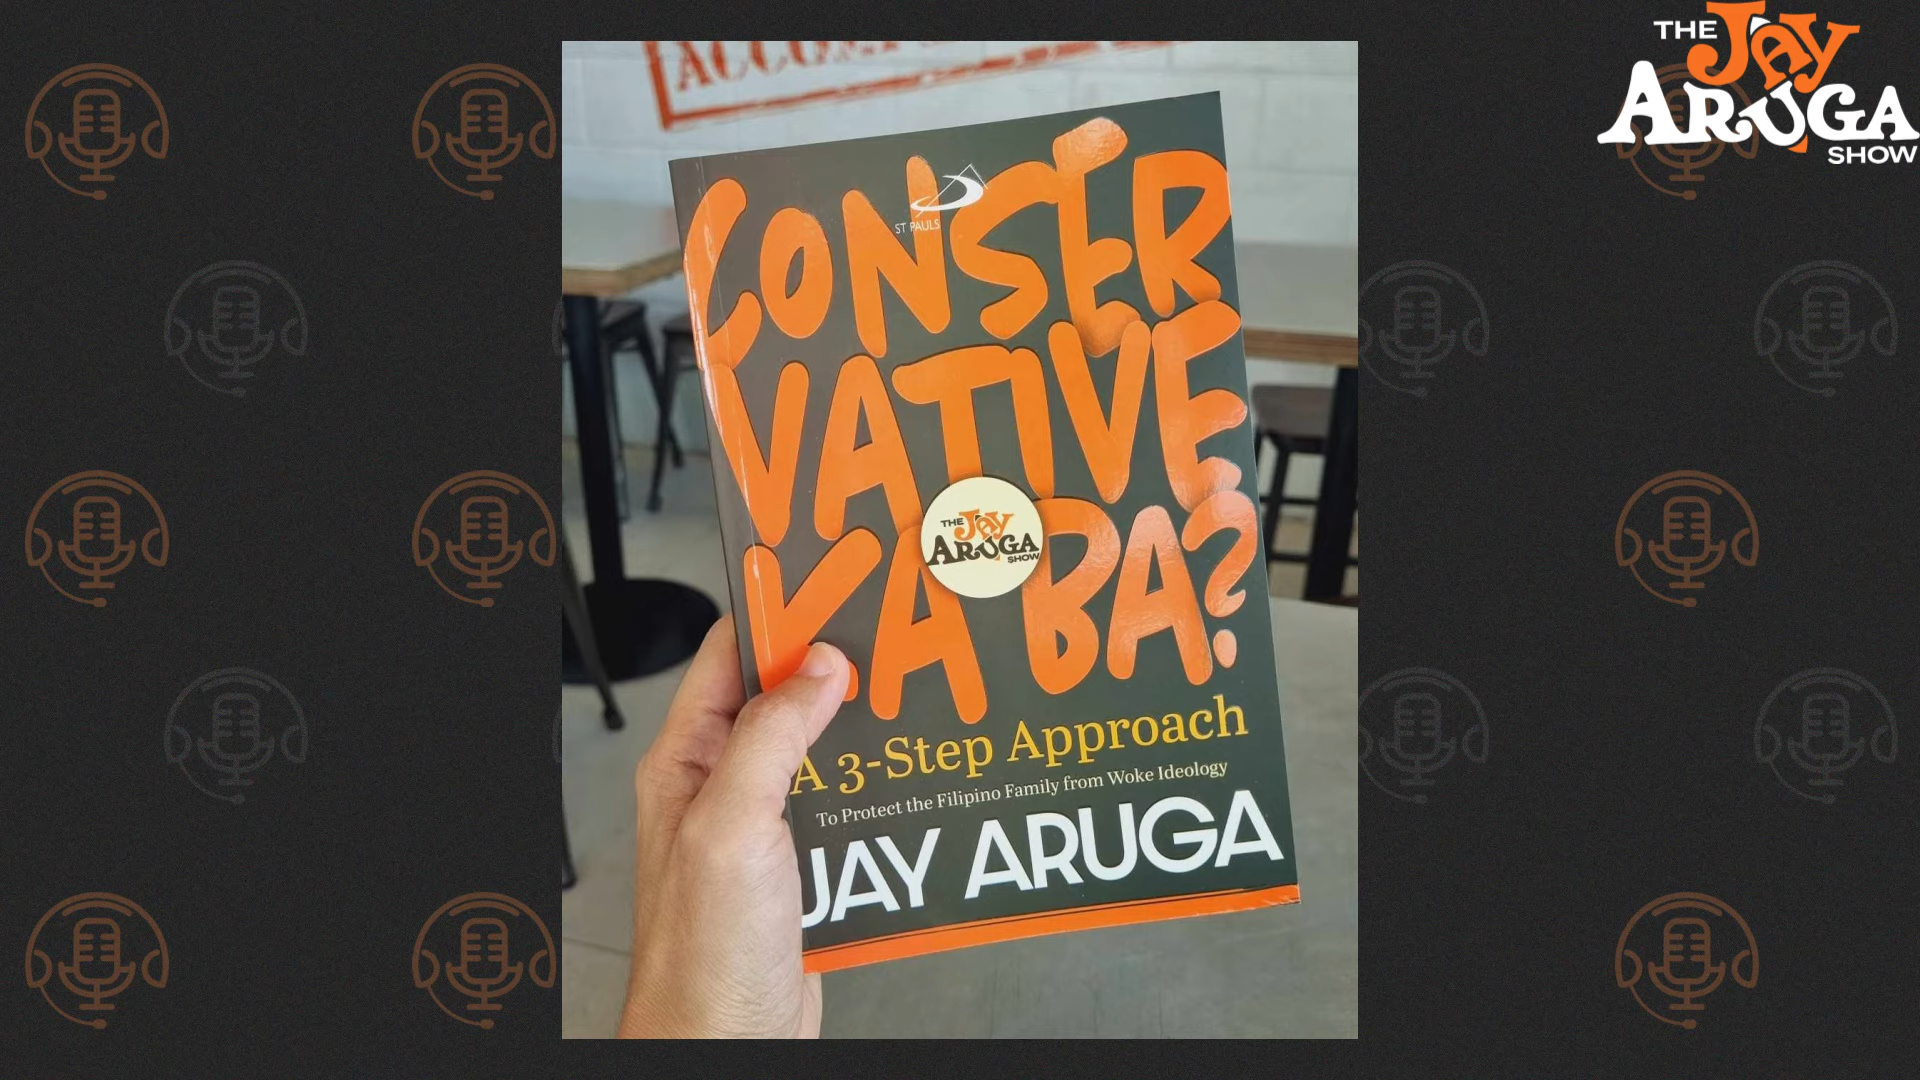 THE JAY
ARUGA
SHOW
ST PAULS
CONSER
VATIVE
KA BA?
THE JAY
ARUGA
SHOW
A 3-Step Approach
To Protect the Filipino Family from Woke Ideology
JAY ARUGA